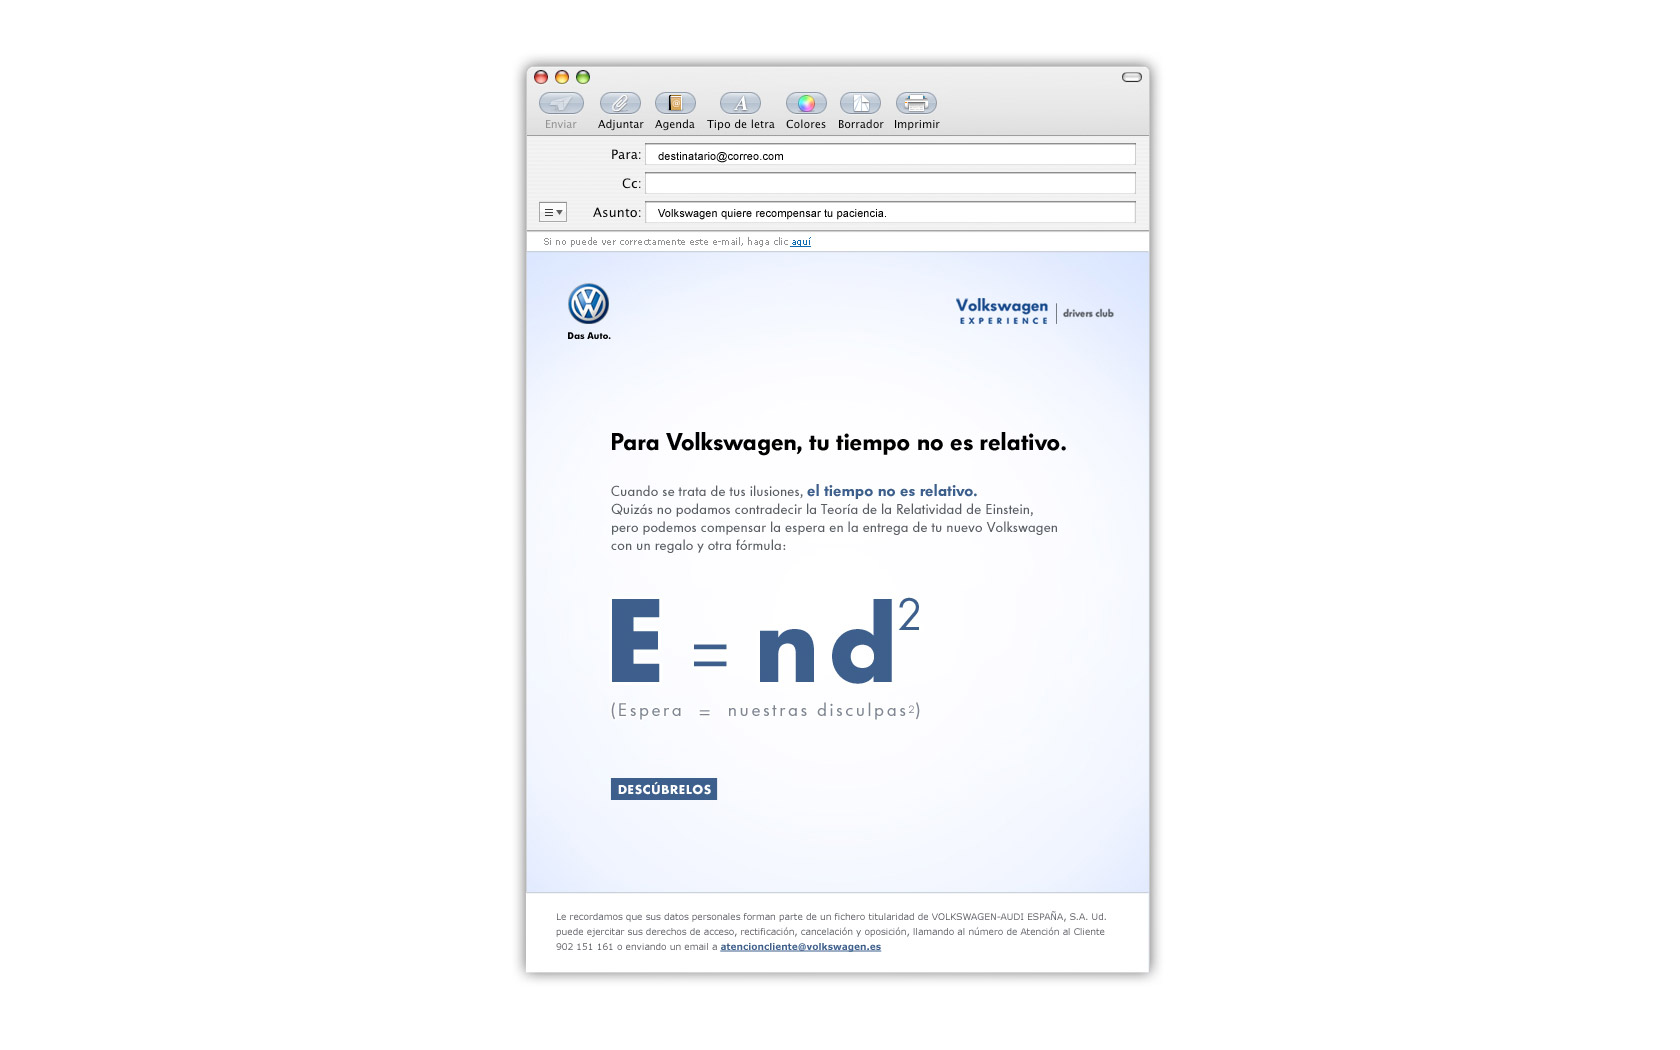 Enviar Adjuntar Agenda Tipo de letra Colores Borrador Imprimir
Para: destinatario@correo.com
Cc:
Asunto: Volkswagen quiere recompensar tu paciencia.
Si no puede ver correctamente este e-mail, haga clic aquí
Das Auto.
Volkswagen
EXPERIENCE
drivers club
Para Volkswagen, tu tiempo no es relativo.
Cuando se trata de tus ilusiones, el tiempo no es relativo.
Quizás no podamos contradecir la Teoría de la Relatividad de Einstein,
pero podemos compensar la espera en la entrega de tu nuevo Volkswagen
con un regalo y otra fórmula:
E = nd²
(Espera = nuestras disculpas²)
DESCÚBRELOS
Le recordamos que sus datos personales forman parte de un fichero titularidad de VOLKSWAGEN-AUDI ESPAÑA, S.A. Ud.
puede ejercitar sus derechos de acceso, rectificación, cancelación y oposición, llamando al número de Atención al Cliente
902 151 161 o enviando un email a atencioncliente@volkswagen.es